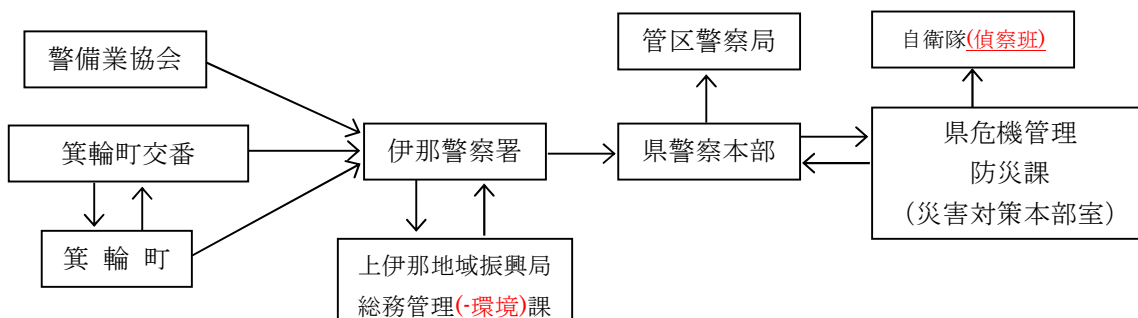 警備業協会
管区警察局
自衛隊(偵察班)
箕輪町交番
伊那警察署
県警察本部
県危機管理
防災課
（災害対策本部室）
箕 輪 町
上伊那地域振興局
総務管理(-環境)課